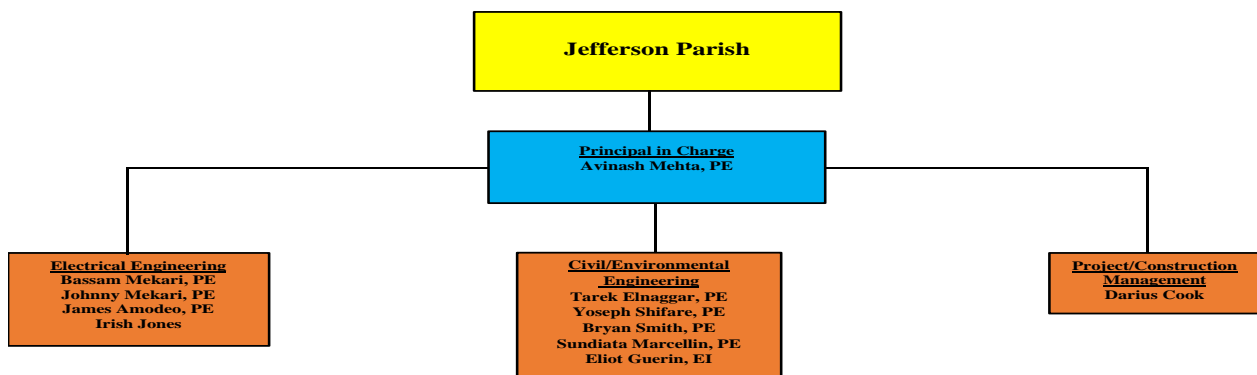 Jefferson Parish
Principal in Charge
Avinash Mehta, PE
Electrical Engineering
Bassam Mekari, PE
Johnny Mekari, PE
James Amodeo, PE
Irish Jones
Civil/Environmental
Engineering
Tarek Elnaggar, PE
Yoseph Shifare, PE
Bryan Smith, PE
Sundiata Marcellin, PE
Eliot Guerin, EI
Project/Construction
Management
Darius Cook